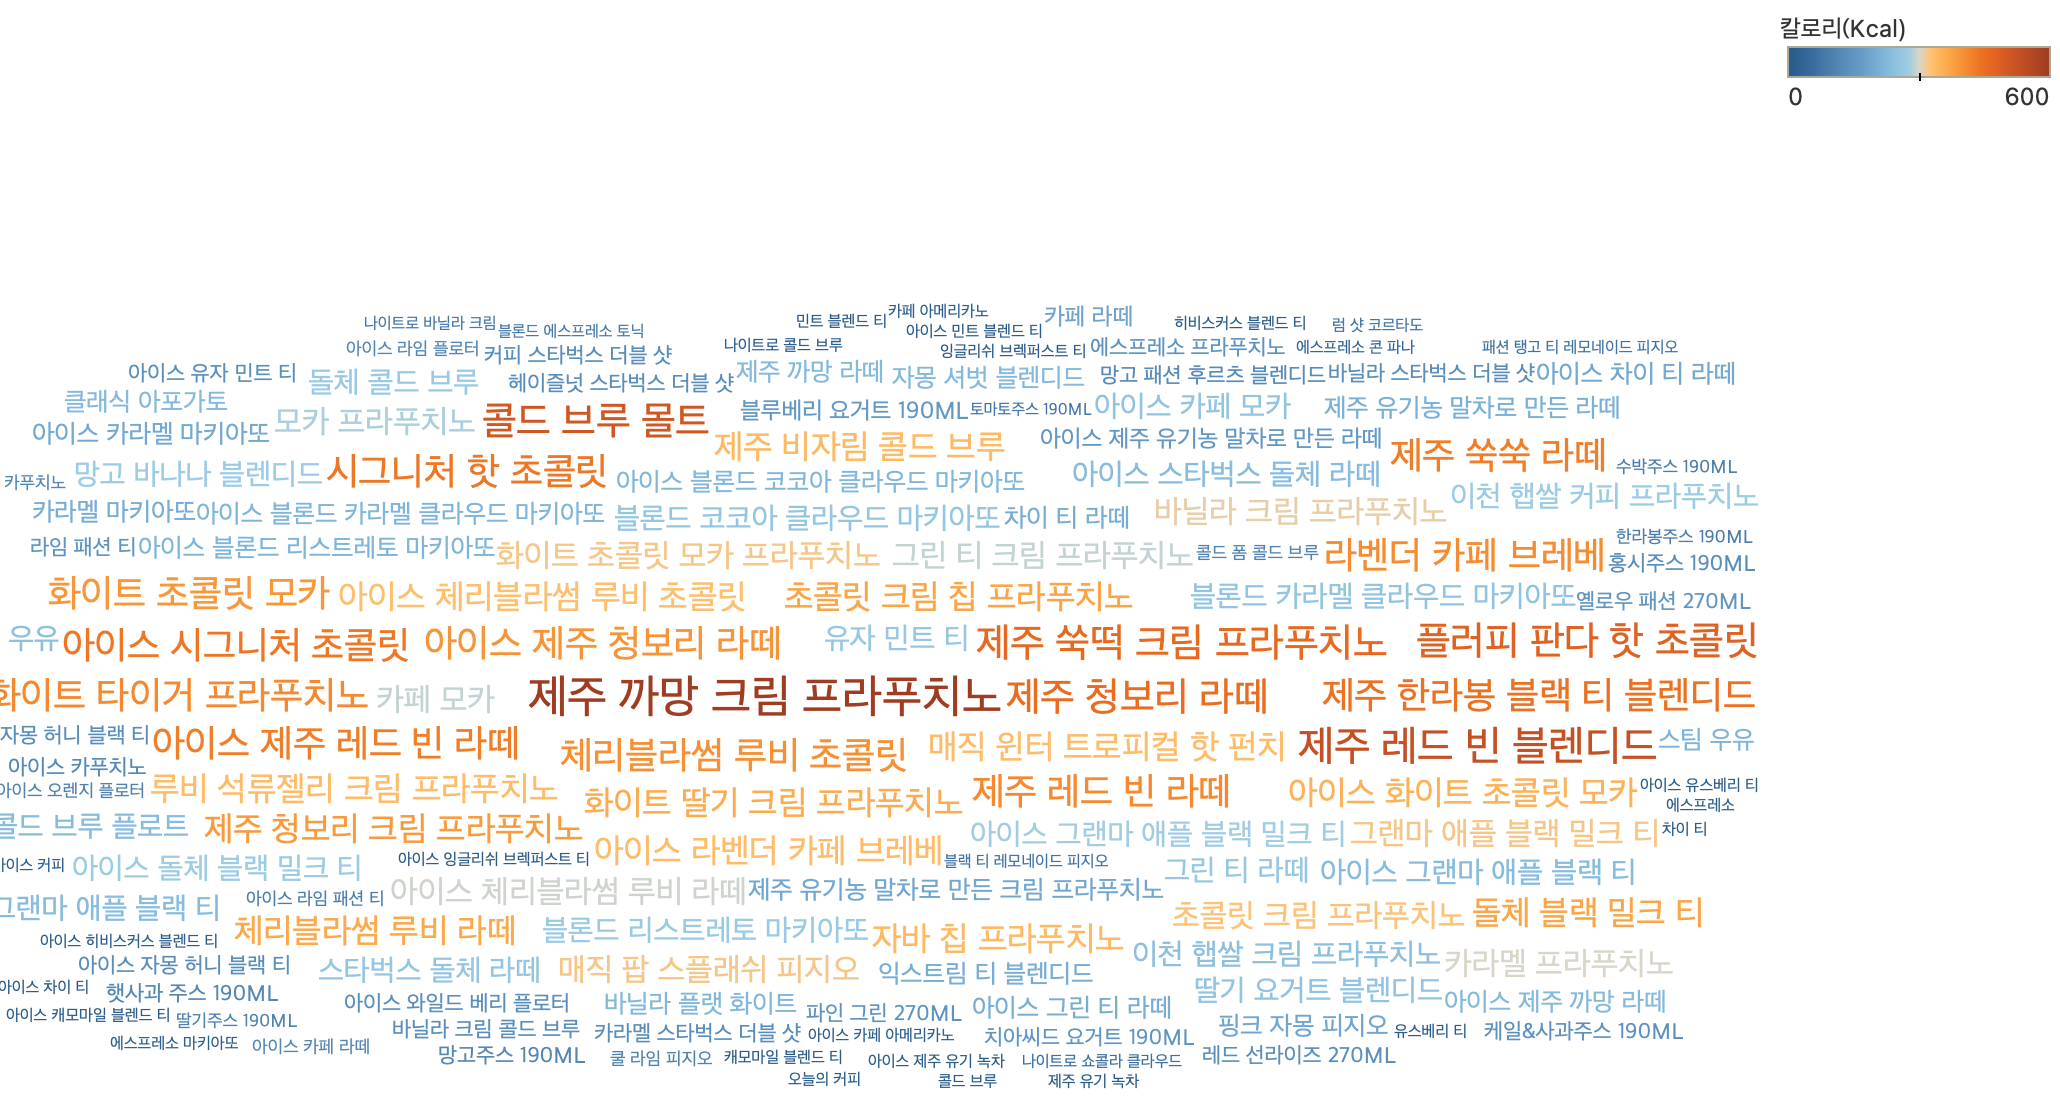 칼로리(Kcal)
0 600
나이트로 바닐라 크림
블론드 에스프레소 토닉
민트 블렌드 티
카페 아메리카노
아이스 민트 블렌드 티
카페 라떼
히비스커스 블렌드 티
럼 샷 코르타도
아이스 라임 플로터
커피 스타벅스 더블 샷
나이트로 콜드 브루
잉글리쉬 브렉퍼스트 티
에스프레소 프라푸치노
에스프레소 콘 파나
패션 탱고 티 레모네이드 피지오
아이스 유자 민트 티
돌체 콜드 브루
헤이즐넛 스타벅스 더블 샷
제주 까망 라떼
자몽 셔벗 블렌디드
망고 패션 후르츠 블렌디드
바닐라 스타벅스 더블 샷
아이스 차이 티 라떼
클래식 아포가토
모카 프라푸치노
콜드 브루 몰트
블루베리 요거트 190ML
토마토주스 190ML
아이스 카페 모카
제주 유기농 말차로 만든 라떼
아이스 카라멜 마키아또
제주 비자림 콜드 브루
아이스 제주 유기농 말차로 만든 라떼
제주 쑥쑥 라떼
수박주스 190ML
카푸치노
망고 바나나 블렌디드
시그니처 핫 초콜릿
아이스 블론드 코코아 클라우드 마키아또
아이스 스타벅스 돌체 라떼
이천 햅쌀 커피 프라푸치노
카라멜 마키아또
아이스 블론드 카라멜 클라우드 마키아또
블론드 코코아 클라우드 마키아또
차이 티 라떼
바닐라 크림 프라푸치노
라임 패션 티
아이스 블론드 리스트레토 마키아또
화이트 초콜릿 모카 프라푸치노
그린 티 크림 프라푸치노
콜드 폼 콜드 브루
라벤더 카페 브레베
한라봉주스 190ML
홍시주스 190ML
화이트 초콜릿 모카
아이스 체리블라썸 루비 초콜릿
초콜릿 크림 칩 프라푸치노
블론드 카라멜 클라우드 마키아또
옐로우 패션 270ML
우유
아이스 시그니처 초콜릿
아이스 제주 청보리 라떼
유자 민트 티
제주 쑥떡 크림 프라푸치노
플러피 판다 핫 초콜릿
화이트 타이거 프라푸치노
카페 모카
제주 까망 크림 프라푸치노
제주 청보리 라떼
제주 한라봉 블랙 티 블렌디드
자몽 허니 블랙 티
아이스 제주 레드 빈 라떼
체리블라썸 루비 초콜릿
매직 윈터 트로피컬 핫 펀치
제주 레드 빈 블렌디드
스팀 우유
아이스 카푸치노
아이스 오렌지 플로터
루비 석류젤리 크림 프라푸치노
화이트 딸기 크림 프라푸치노
제주 레드 빈 라떼
아이스 화이트 초콜릿 모카
아이스 유스베리 티
에스프레소
콜드 브루 플로트
제주 청보리 크림 프라푸치노
아이스 라벤더 카페 브레베
아이스 그랜마 애플 블랙 밀크 티
그랜마 애플 블랙 밀크 티
차이 티
아이스 커피
아이스 돌체 블랙 밀크 티
아이스 잉글리쉬 브렉퍼스트 티
블랙 티 레모네이드 피지오
그린 티 라떼
아이스 그랜마 애플 블랙 티
그랜마 애플 블랙 티
아이스 라임 패션 티
아이스 체리블라썸 루비 라떼
제주 유기농 말차로 만든 크림 프라푸치노
초콜릿 크림 프라푸치노
돌체 블랙 밀크 티
아이스 히비스커스 블렌드 티
체리블라썸 루비 라떼
블론드 리스트레토 마키아또
자바 칩 프라푸치노
이천 햅쌀 크림 프라푸치노
카라멜 프라푸치노
아이스 자몽 허니 블랙 티
스타벅스 돌체 라떼
매직 팝 스플래쉬 피지오
익스트림 티 블렌디드
아이스 차이 티
햇사과 주스 190ML
아이스 와일드 베리 플로터
바닐라 플랫 화이트
파인 그린 270ML
아이스 그린 티 라떼
딸기 요거트 블렌디드
아이스 제주 까망 라떼
아이스 캐모마일 블렌드 티
딸기주스 190ML
바닐라 크림 콜드 브루
카라멜 스타벅스 더블 샷
아이스 카페 아메리카노
치아씨드 요거트 190ML
핑크 자몽 피지오
유스베리 티
케일&사과주스 190ML
에스프레소 마키아또
아이스 카페 라떼
망고주스 190ML
쿨 라임 피지오
캐모마일 블렌드 티
아이스 제주 유기 녹차
나이트로 쇼콜라 클라우드
레드 선라이즈 270ML
오늘의 커피
콜드 브루
제주 유기 녹차